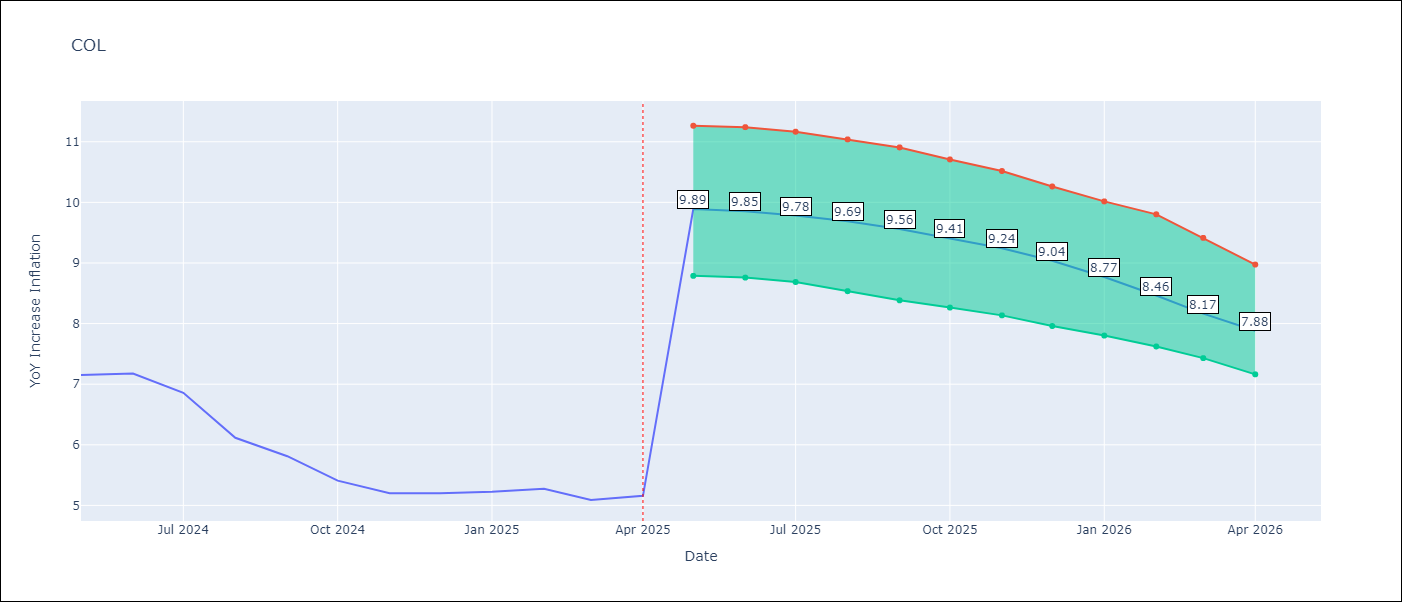 COL
YoY Increase Inflation
11
10
9
8
7
6
5
9.89
9.85
9.78
9.69
9.56
9.41
9.24
9.04
8.77
8.46
8.17
7.88
Jul 2024
Oct 2024
Jan 2025
Apr 2025
Jul 2025
Oct 2025
Jan 2026
Apr 2026
Date